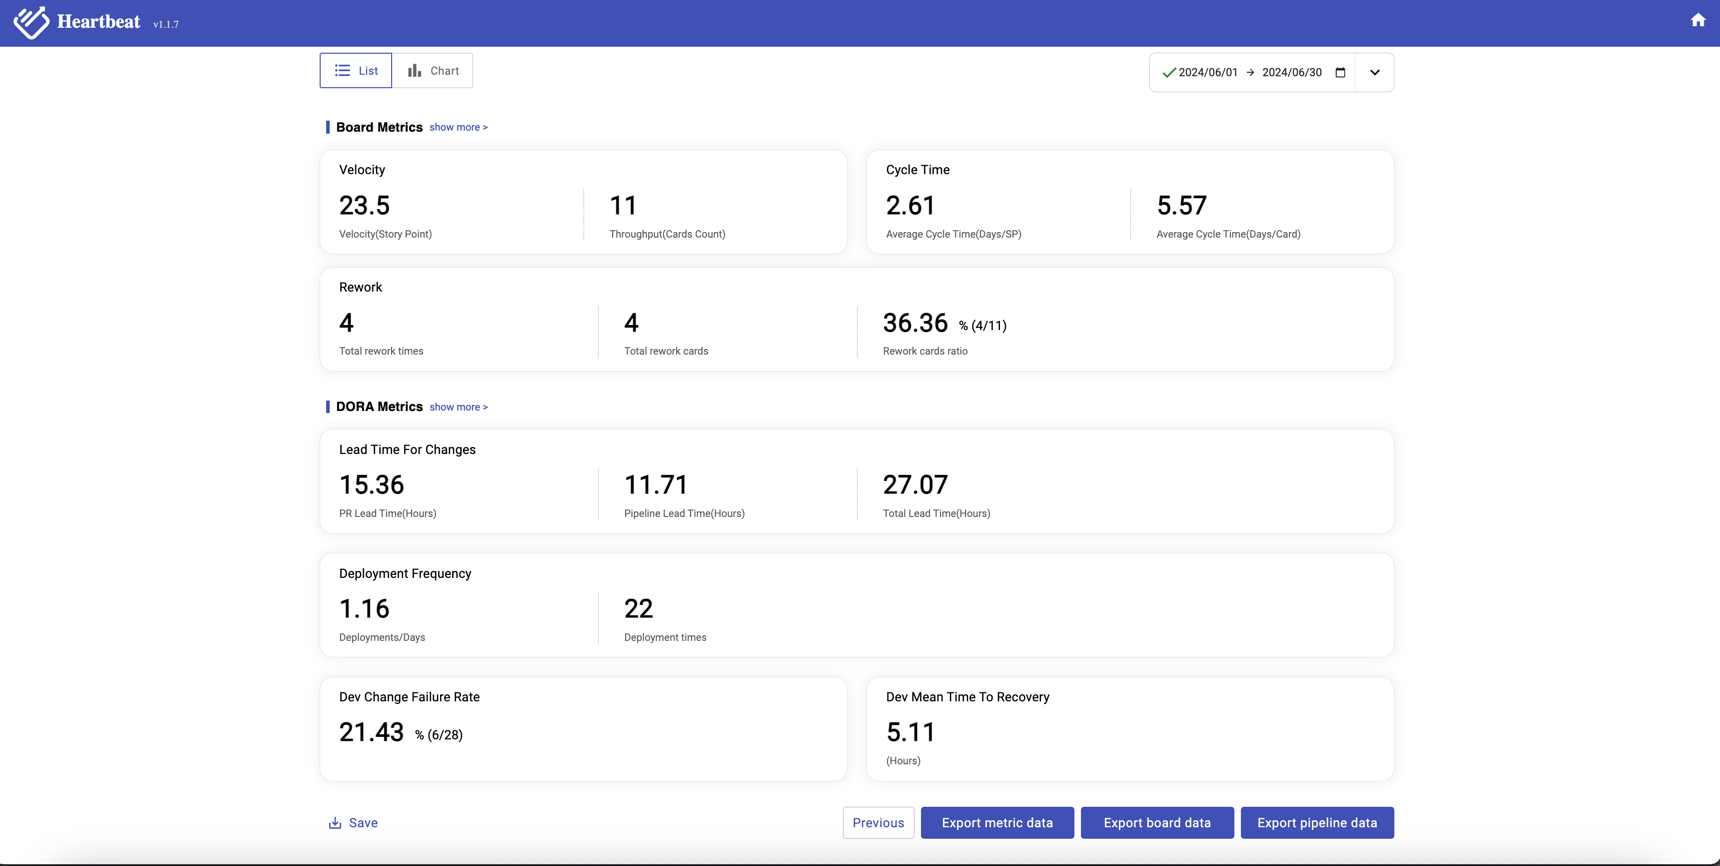 Heartbeat v1.1.7
List Chart
2024/06/01 → 2024/06/30
Board Metrics show more >
Velocity
23.5
Velocity(Story Point)
11
Throughput(Cards Count)
Cycle Time
2.61
Average Cycle Time(Days/SP)
5.57
Average Cycle Time(Days/Card)
Rework
4
Total rework times
4
Total rework cards
36.36 % (4/11)
Rework cards ratio
DORA Metrics show more >
Lead Time For Changes
15.36
PR Lead Time(Hours)
11.71
Pipeline Lead Time(Hours)
27.07
Total Lead Time(Hours)
Deployment Frequency
1.16
Deployments/Days
22
Deployment times
Dev Change Failure Rate
21.43 % (6/28)
Dev Mean Time To Recovery
5.11
(Hours)
Save
Previous
Export metric data
Export board data
Export pipeline data